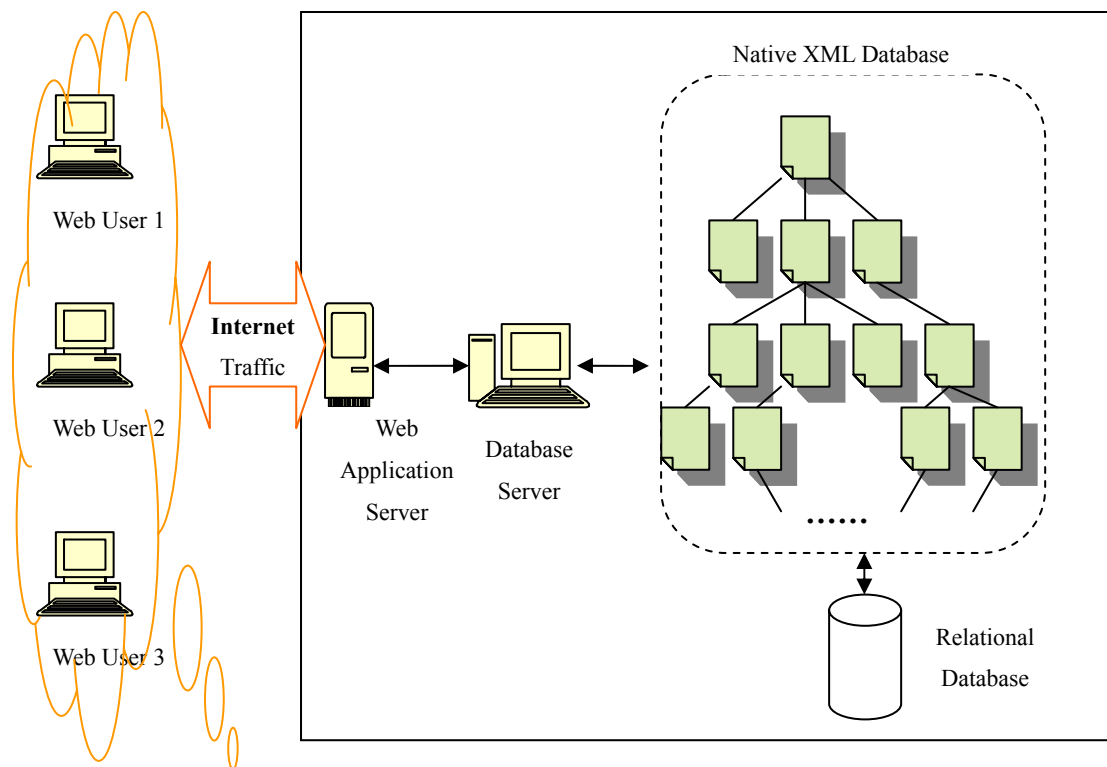 Native XML Database
Web User 1
Internet
Traffic
Web User 2
Web
Application
Server
Database
Server
......
Web User 3
Relational
Database